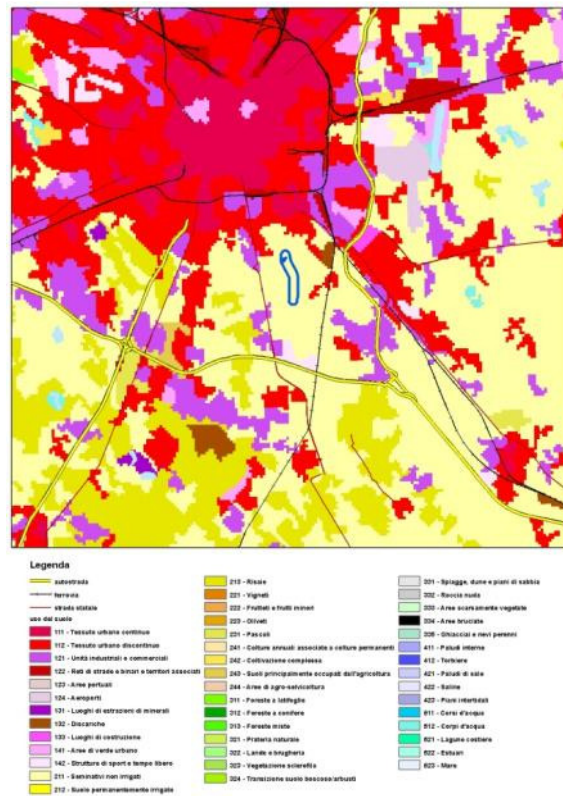 Legenda
autostrada
ferrovia
strada statale
uso del suolo
111 - Tessuto urbano continuo
112 - Tessuto urbano discontinuo
121 - Unità industriali e commerciali
122 - Reti di strade e binari e territori associati
123 - Aree portuali
124 - Aeroporti
131 - Luoghi di estrazioni di minerali
132 - Discariche
133 - Luoghi di costruzione
141 - Aree di verde urbano
142 - Strutture di sport e tempo libero
211 - Seminativi non irrigati
212 - Suolo permanentemente irrigato
213 - Risaie
221 - Vigneti
222 - Frutteti e frutti minori
223 - Oliveti
231 - Pascoli
241 - Colture annuali associate a colture permanenti
242 - Coltivazione complessa
243 - Suoli principalmente occupati dall'agricoltura
244 - Aree di agro-selvicoltura
311 - Foreste a latifoglie
312 - Foreste a conifere
313 - Foreste miste
321 - Prateria naturale
322 - Lande e brugheria
323 - Vegetazione sclerofila
324 - Transizione suolo boscoso/arbusti
331 - Spiagge, dune e piani di sabbia
332 - Roccia nuda
333 - Aree scarsamente vegetate
334 - Aree bruciate
335 - Ghiacciai e nevi perenni
411 - Paludi interne
412 - Torbiere
421 - Paludi di sale
422 - Saline
423 - Piani intertidali
511 - Corsi d'acqua
512 - Corpi d'acqua
521 - Lagune costiere
522 - Estuari
523 - Mare